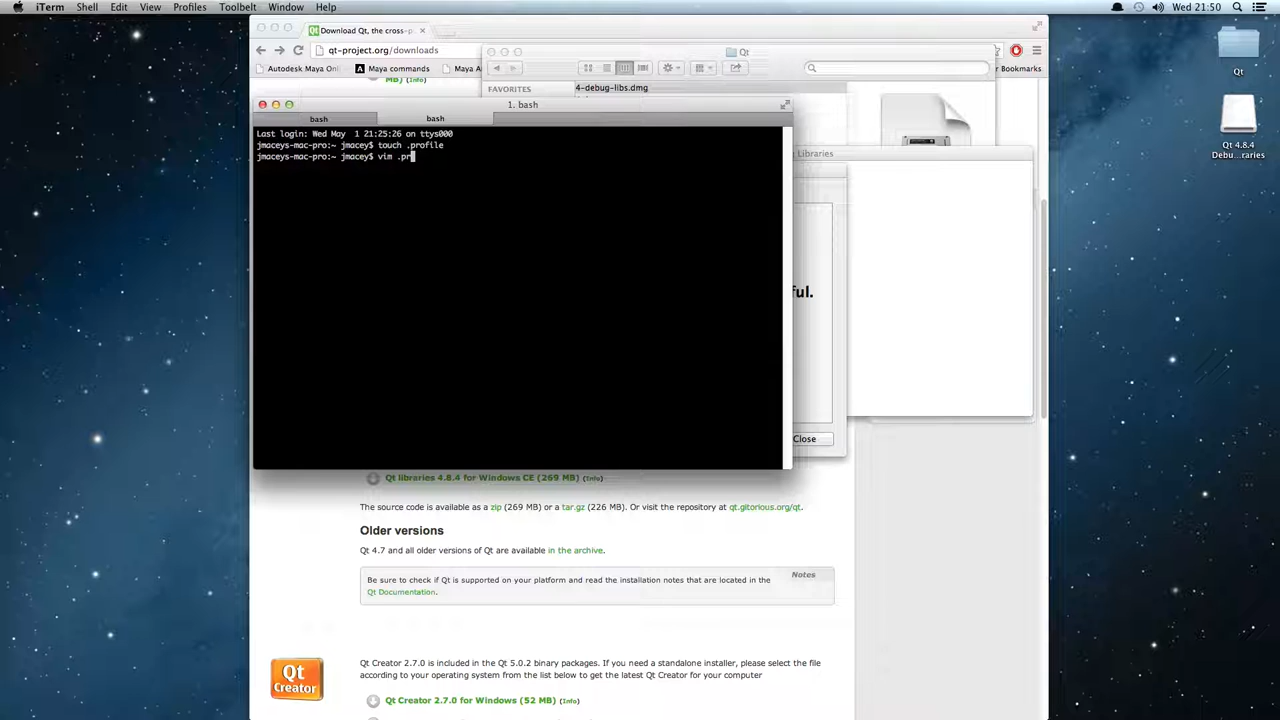 iTerm Shell Edit View Profiles Toolbelt Window Help Wed 21:50
Download Qt, the cross-p
qt-project.org/downloads
Qt
Autodesk Maya Onl Maya commands Maya A Bookmarks
MB) (Info)
FAVORITES 4-debug-libs.dmg
1. bash
bash bash
Last login: Wed May 1 21:25:26 on ttys000
jmaceys-mac-pro:~ jmacey$ touch .profile
jmaceys-mac-pro:~ jmacey$ vim .pr
Libraries
ful.
Close
Qt
Qt 4.8.4
Debu...raries
Qt libraries 4.8.4 for Windows CE (269 MB) (Info)
The source code is available as a zip (269 MB) or a tar.gz (226 MB). Or visit the repository at qt.gitorious.org/qt.
Older versions
Qt 4.7 and all older versions of Qt are available in the archive.
Be sure to check if Qt is supported on your platform and read the installation notes that are located in the
Qt Documentation.
Notes
Qt
Creator
Qt Creator 2.7.0 is included in the Qt 5.0.2 binary packages. If you need a standalone installer, please select the file
according to your operating system from the list below to get the latest Qt Creator for your computer
Qt Creator 2.7.0 for Windows (52 MB) (Info)